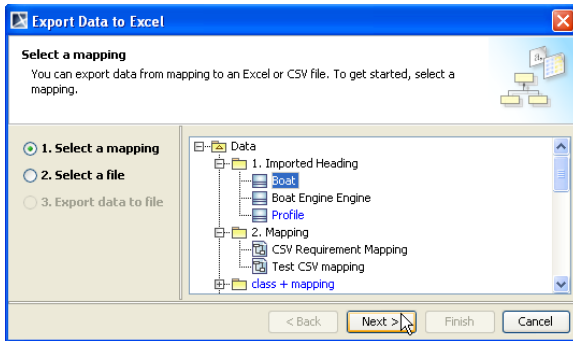 Export Data to Excel
Select a mapping
You can export data from mapping to an Excel or CSV file. To get started, select a
mapping.
1. Select a mapping
2. Select a file
3. Export data to file
Data
1. Imported Heading
Boat
Boat Engine Engine
Profile
2. Mapping
CSV Requirement Mapping
Test CSV mapping
class + mapping
< Back
Next >
Finish
Cancel